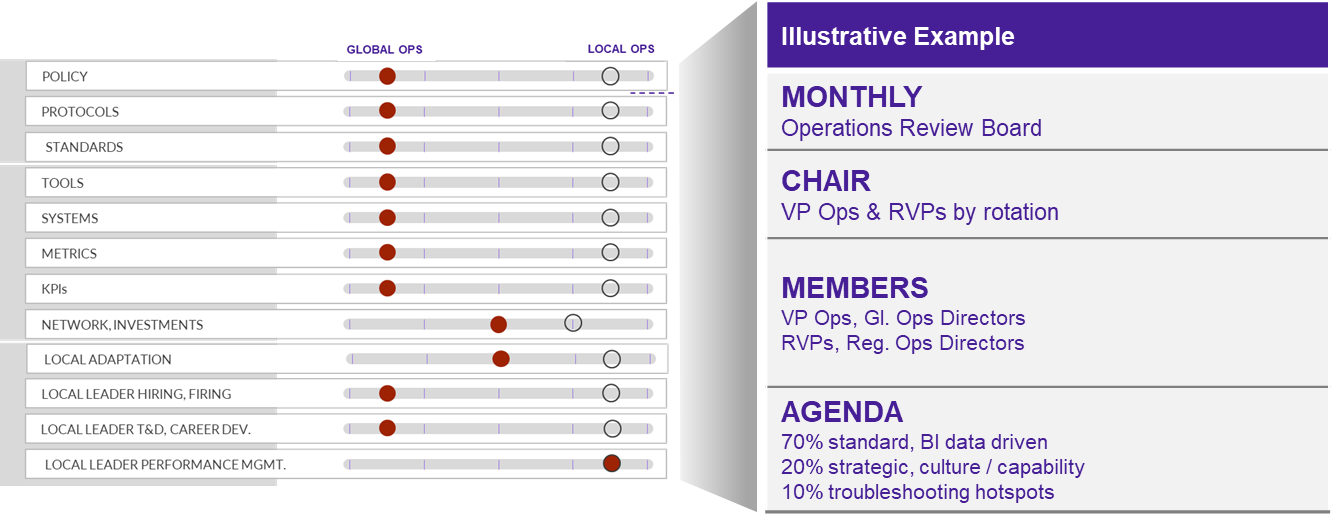 GLOBAL OPS
LOCAL OPS
POLICY
PROTOCOLS
STANDARDS
TOOLS
SYSTEMS
METRICS
KPIs
NETWORK, INVESTMENTS
LOCAL ADAPTATION
LOCAL LEADER HIRING, FIRING
LOCAL LEADER T&D, CAREER DEV.
LOCAL LEADER PERFORMANCE MGMT.
Illustrative Example
MONTHLY
Operations Review Board
CHAIR
VP Ops & RVPs by rotation
MEMBERS
VP Ops, Gl. Ops Directors
RVPs, Reg. Ops Directors
AGENDA
70% standard, BI data driven
20% strategic, culture / capability
10% troubleshooting hotspots